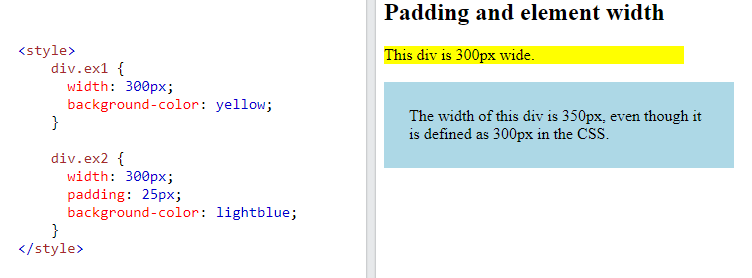 <style>
div.ex1 {
width: 300px;
background-color: yellow;
}
div.ex2 {
width: 300px;
padding: 25px;
background-color: lightblue;
}
</style>
Padding and element width
This div is 300px wide.
The width of this div is 350px, even though it
is defined as 300px in the CSS.